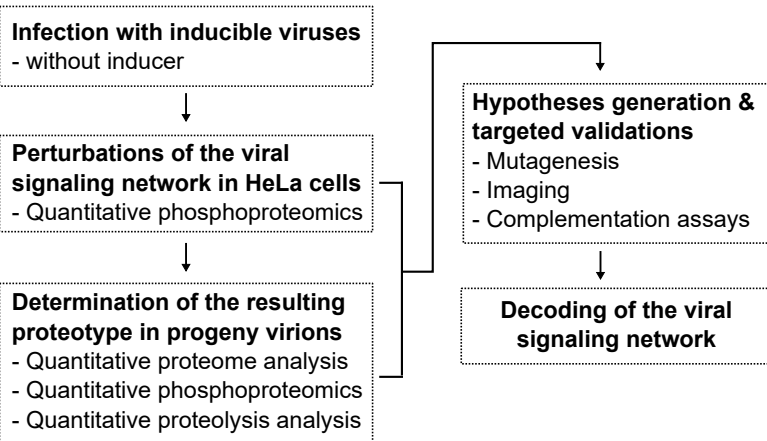 Infection with inducible viruses
- without inducer
Perturbations of the viral
signaling network in HeLa cells
- Quantitative phosphoproteomics
Determination of the resulting
proteotype in progeny virions
- Quantitative proteome analysis
- Quantitative phosphoproteomics
- Quantitative proteolysis analysis
Hypotheses generation &
targeted validations
- Mutagenesis
- Imaging
- Complementation assays
Decoding of the viral
signaling network